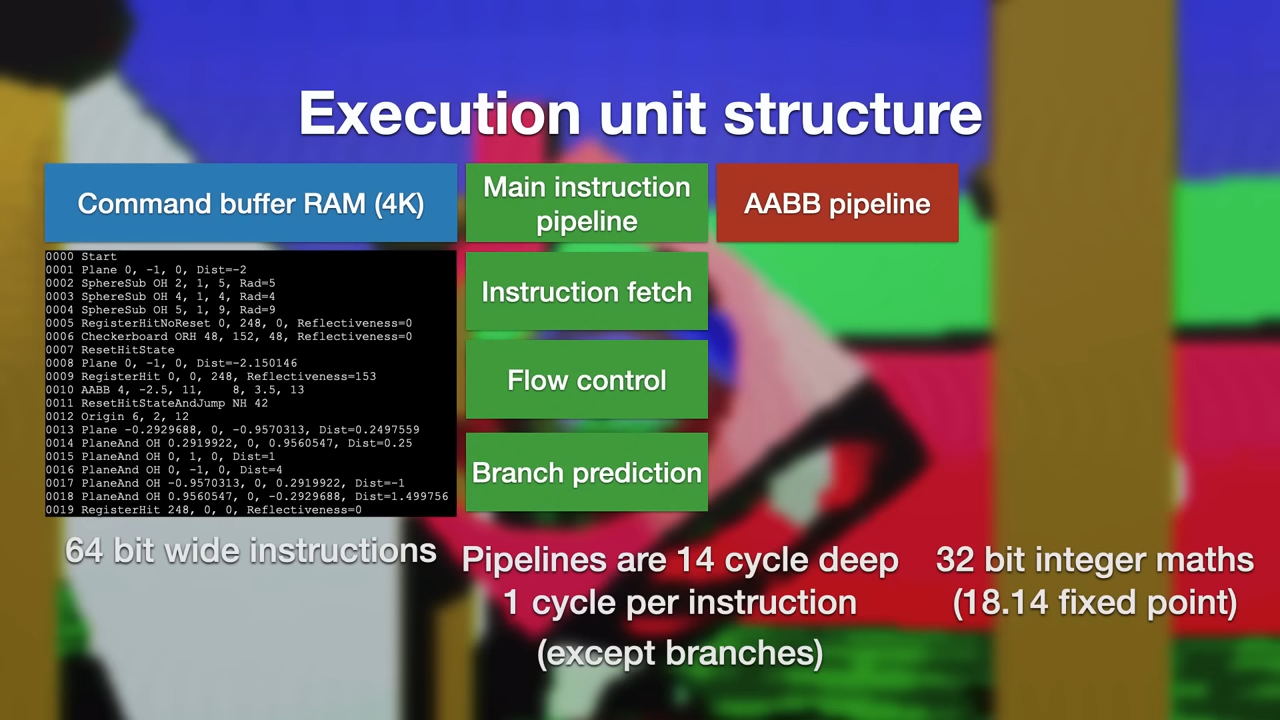 Execution unit structure
Command buffer RAM (4K)
Main instruction
pipeline
AABB pipeline
0000 Start
0001 Plane 0, -1, 0, Dist=-2
0002 SphereSub OH 2, 1, 5, Rad=5
0003 SphereSub OH 4, 1, 4, Rad=4
0004 SphereSub OH 5, 1, 9, Rad=9
0005 RegisterHitNoReset 0, 248, 0, Reflectiveness=0
0006 Checkerboard ORH 48, 152, 48, Reflectiveness=0
0007 ResetHitState
0008 Plane 0, -1, 0, Dist=-2.150146
0009 RegisterHit 0, 0, 248, Reflectiveness=153
0010 AABB 4, -2.5, 11,    8, 3.5, 13
0011 ResetHitStateAndJump NH 42
0012 Origin 6, 2, 12
0013 Plane -0.2929688, 0, -0.9570313, Dist=0.2497559
0014 PlaneAnd OH 0.2919922, 0, 0.9560547, Dist=0.25
0015 PlaneAnd OH 0, 1, 0, Dist=1
0016 PlaneAnd OH 0, -1, 0, Dist=4
0017 PlaneAnd OH -0.9570313, 0, 0.2919922, Dist=-1
0018 PlaneAnd OH 0.9560547, 0, -0.2929688, Dist=1.499756
0019 RegisterHit 248, 0, 0, Reflectiveness=0
Instruction fetch
Flow control
Branch prediction
64 bit wide instructions
Pipelines are 14 cycle deep
1 cycle per instruction
(except branches)
32 bit integer maths
(18.14 fixed point)